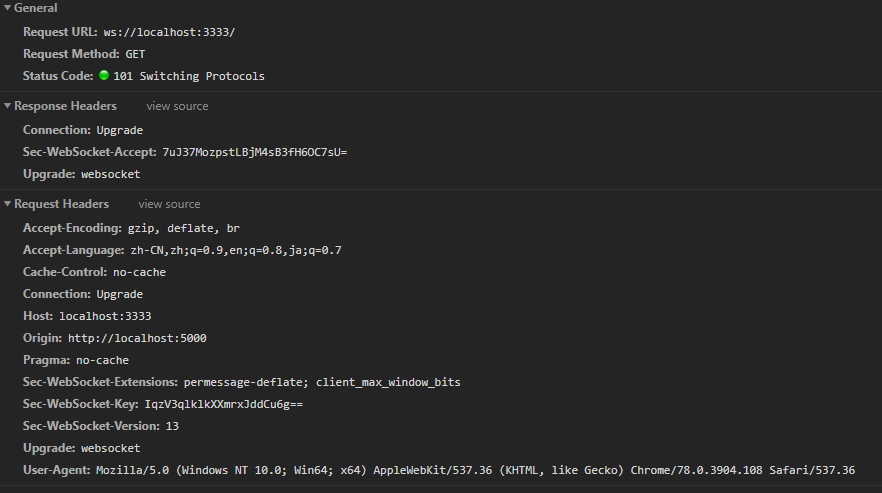 General
Request URL: ws://localhost:3333/
Request Method: GET
Status Code: 101 Switching Protocols
Response Headers view source
Connection: Upgrade
Sec-WebSocket-Accept: 7uJ37MozpstLBjM4sB3fH6OC7sU=
Upgrade: websocket
Request Headers view source
Accept-Encoding: gzip, deflate, br
Accept-Language: zh-CN,zh;q=0.9,en;q=0.8,ja;q=0.7
Cache-Control: no-cache
Connection: Upgrade
Host: localhost:3333
Origin: http://localhost:5000
Pragma: no-cache
Sec-WebSocket-Extensions: permessage-deflate; client_max_window_bits
Sec-WebSocket-Key: IqzV3qlklkXXmrxJddCu6g==
Sec-WebSocket-Version: 13
Upgrade: websocket
User-Agent: Mozilla/5.0 (Windows NT 10.0; Win64; x64) AppleWebKit/537.36 (KHTML, like Gecko) Chrome/78.0.3904.108 Safari/537.36